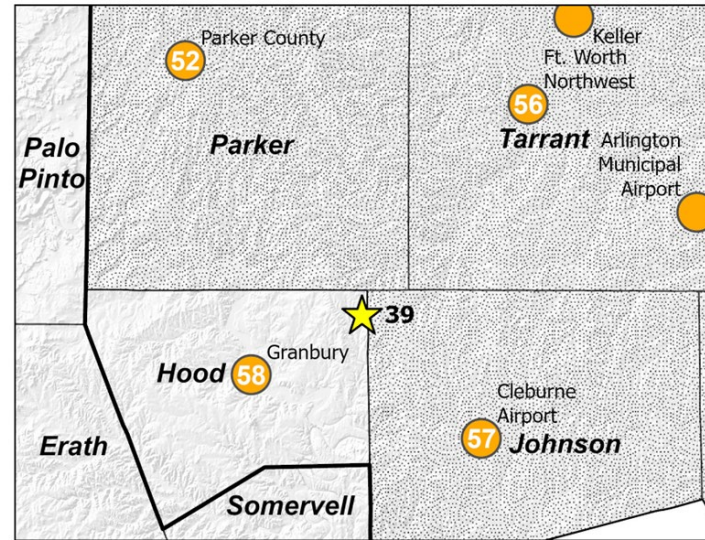 Parker County
52
Keller
Ft. Worth
Northwest
56
Tarrant
Arlington
Municipal
Airport
Parker
Palo
Pinto
39
Granbury
Hood
58
Cleburne
Airport
57
Johnson
Erath
Somervell